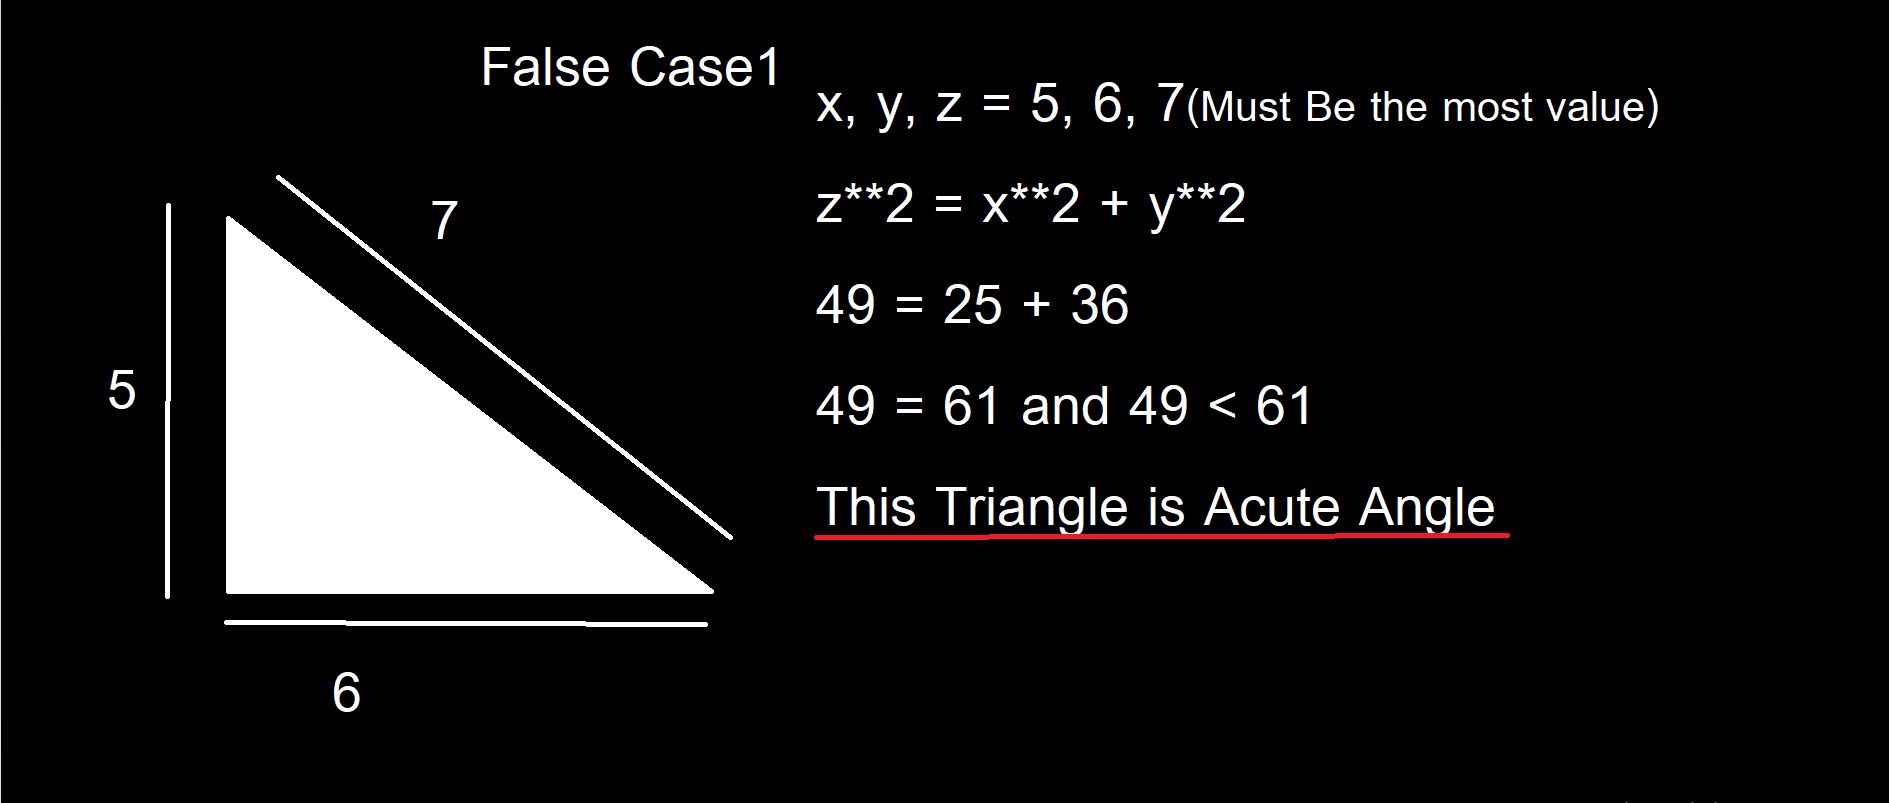 False Case1
x, y, z = 5, 6, 7(Must Be the most value)
z**2 = x**2 + y**2
49 = 25 + 36
49 = 61 and 49 < 61
This Triangle is Acute Angle
7
5
6